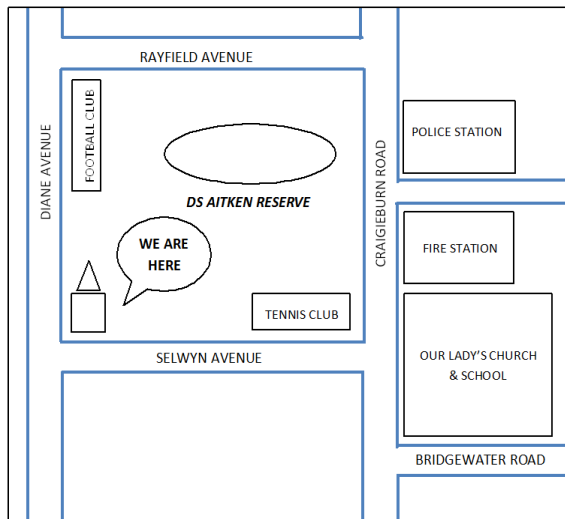 RAYFIELD AVENUE
FOOTBALL CLUB
POLICE STATION
DIANE AVENUE
CRAIGIEBURN ROAD
DS AITKEN RESERVE
WE ARE
HERE
FIRE STATION
TENNIS CLUB
SELWYN AVENUE
OUR LADY'S CHURCH
& SCHOOL
BRIDGEWATER ROAD